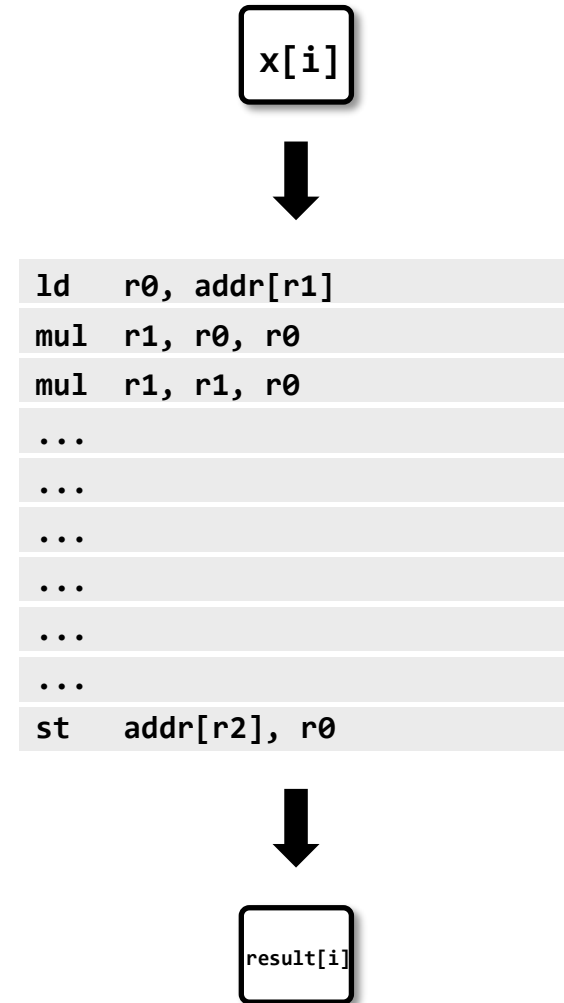 x[i]
ld r0, addr[r1]
mul r1, r0, r0
mul r1, r1, r0
...
...
...
...
...
...
st addr[r2], r0
result[i]